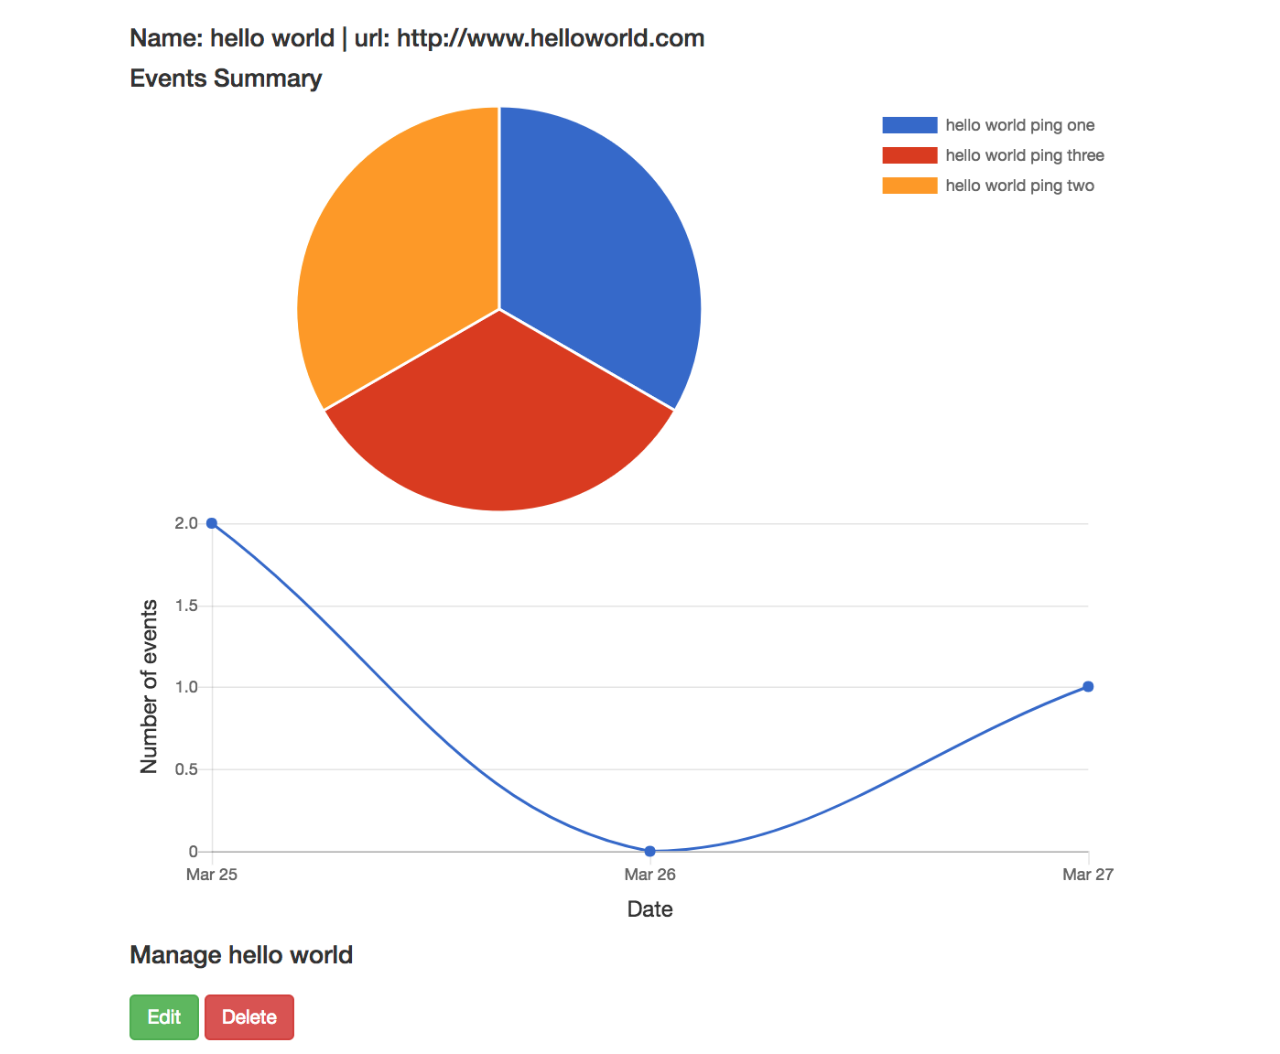 Name: hello world | url: http://www.helloworld.com
Events Summary
hello world ping one
hello world ping three
hello world ping two
2.0
1.5
1.0
0.5
0
Number of events
Mar 25
Mar 26
Mar 27
Date
Manage hello world
Edit
Delete